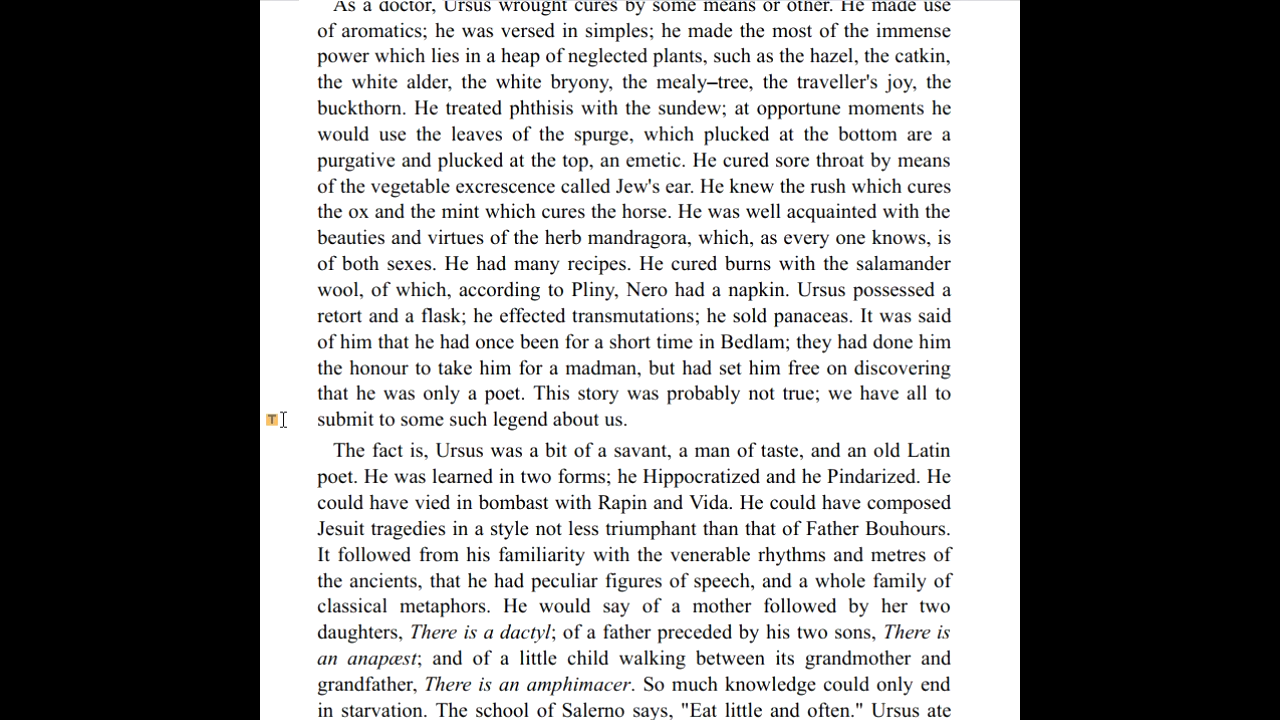 As a doctor, Ursus wrought cures by some means or other. He made use
of aromatics; he was versed in simples; he made the most of the immense
power which lies in a heap of neglected plants, such as the hazel, the catkin,
the white alder, the white bryony, the mealy–tree, the traveller's joy, the
buckthorn. He treated phthisis with the sundew; at opportune moments he
would use the leaves of the spurge, which plucked at the bottom are a
purgative and plucked at the top, an emetic. He cured sore throat by means
of the vegetable excrescence called Jew's ear. He knew the rush which cures
the ox and the mint which cures the horse. He was well acquainted with the
beauties and virtues of the herb mandragora, which, as every one knows, is
of both sexes. He had many recipes. He cured burns with the salamander
wool, of which, according to Pliny, Nero had a napkin. Ursus possessed a
retort and a flask; he effected transmutations; he sold panaceas. It was said
of him that he had once been for a short time in Bedlam; they had done him
the honour to take him for a madman, but had set him free on discovering
that he was only a poet. This story was probably not true; we have all to
T submit to some such legend about us.
The fact is, Ursus was a bit of a savant, a man of taste, and an old Latin
poet. He was learned in two forms; he Hippocratized and he Pindarized. He
could have vied in bombast with Rapin and Vida. He could have composed
Jesuit tragedies in a style not less triumphant than that of Father Bouhours.
It followed from his familiarity with the venerable rhythms and metres of
the ancients, that he had peculiar figures of speech, and a whole family of
classical metaphors. He would say of a mother followed by her two
daughters, There is a dactyl; of a father preceded by his two sons, There is
an anapæst; and of a little child walking between its grandmother and
grandfather, There is an amphimacer. So much knowledge could only end
in starvation. The school of Salerno says, "Eat little and often." Ursus ate